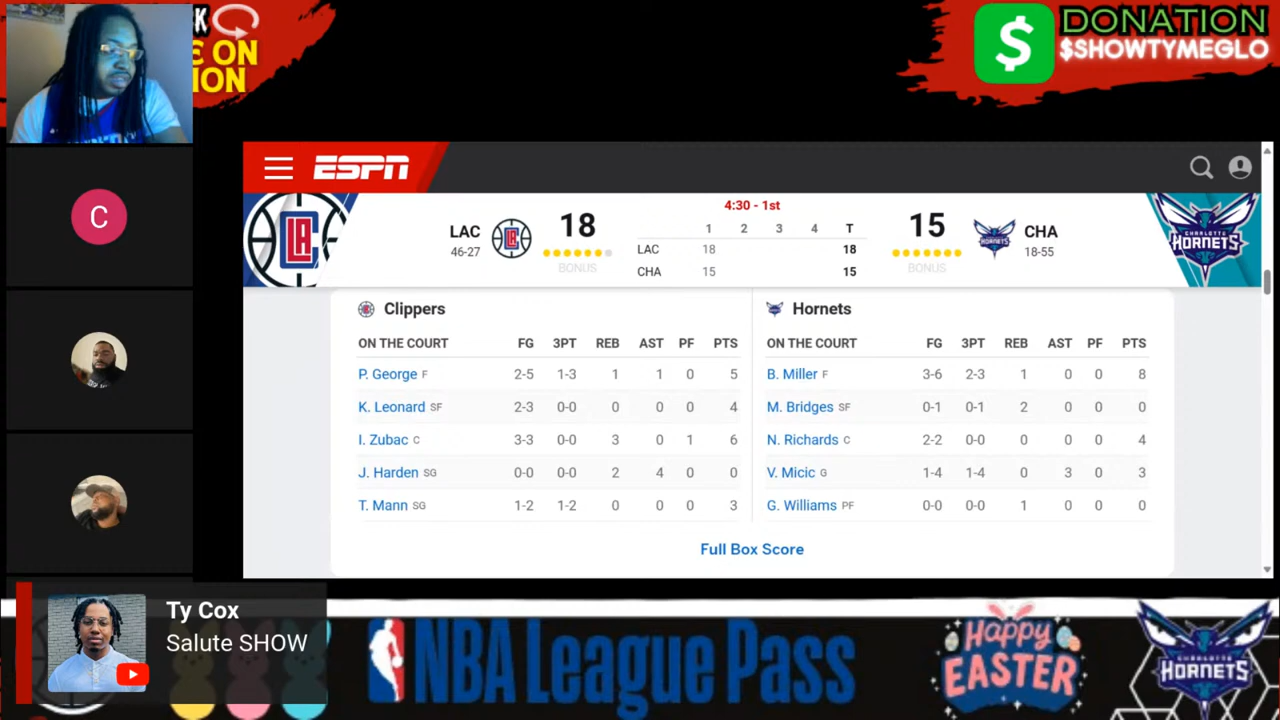 K
E ON
ION
DONATION
$SHOWTYMEGLO
C
ESPN
4:30 - 1st
LAC 18 1 2 3 4 T 15 CHA
46-27 LAC 18 18 18-55
BONUS CHA 15 15 BONUS
LA
CHARLOTTE
HORNETS
Clippers
ON THE COURT FG 3PT REB AST PF PTS
P. George F 2-5 1-3 1 1 0 5
K. Leonard SF 2-3 0-0 0 0 0 4
I. Zubac C 3-3 0-0 3 0 1 6
J. Harden SG 0-0 0-0 2 4 0 0
T. Mann SG 1-2 1-2 0 0 0 3
Hornets
ON THE COURT FG 3PT REB AST PF PTS
B. Miller F 3-6 2-3 1 0 0 8
M. Bridges SF 0-1 0-1 2 0 0 0
N. Richards C 2-2 0-0 0 0 0 4
V. Micic G 1-4 1-4 0 3 0 3
G. Williams PF 0-0 0-0 1 0 0 0
Full Box Score
Ty Cox
Salute SHOW
NBA League Pass
HAPPY
EASTER
CHARLOTTE
HORNETS